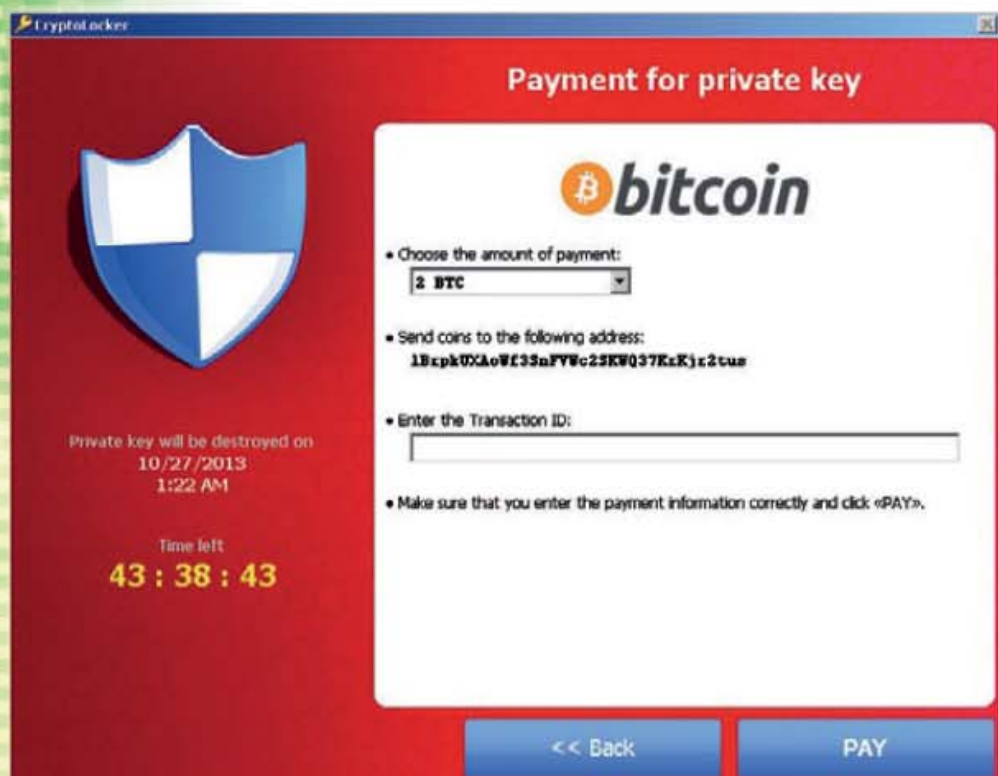 CryptoLocker
Payment for private key
bitcoin
• Choose the amount of payment:
2 BTC
• Send coins to the following address:
• Enter the Transaction ID:
Private key will be destroyed on
10/27/2013
1:22 AM
• Make sure that you enter the payment information correctly and click «PAY».
Time left
43 : 38 : 43
<< Back
PAY